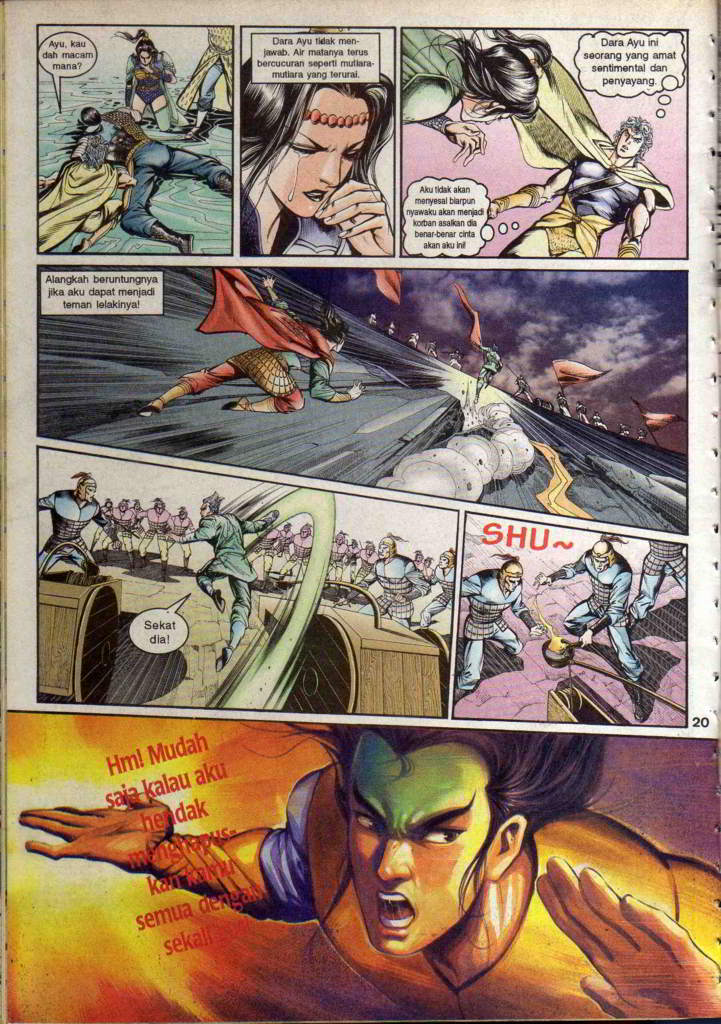 Ayu, kau
dah macam
mana?
Dara Ayu tidak men-
jawab. Air matanya terus
bercucuran seperti mutiara-
mutiara yang terurai.
Dara Ayu ini
seorang yang amat
sentimental dan
penyayang.
Aku tidak akan
menyesal biarpun
nyawaku akan menjadi
korban asalkan dia
benar-benar cinta
akan aku ini!
Alangkah beruntungnya
jika aku dapat menjadi
teman lelakinya!
Sekat
dia!
SHU~
20
Hm! Mudah
saja kalau aku
hendak
menghapus-
kan kamu
semua dengan